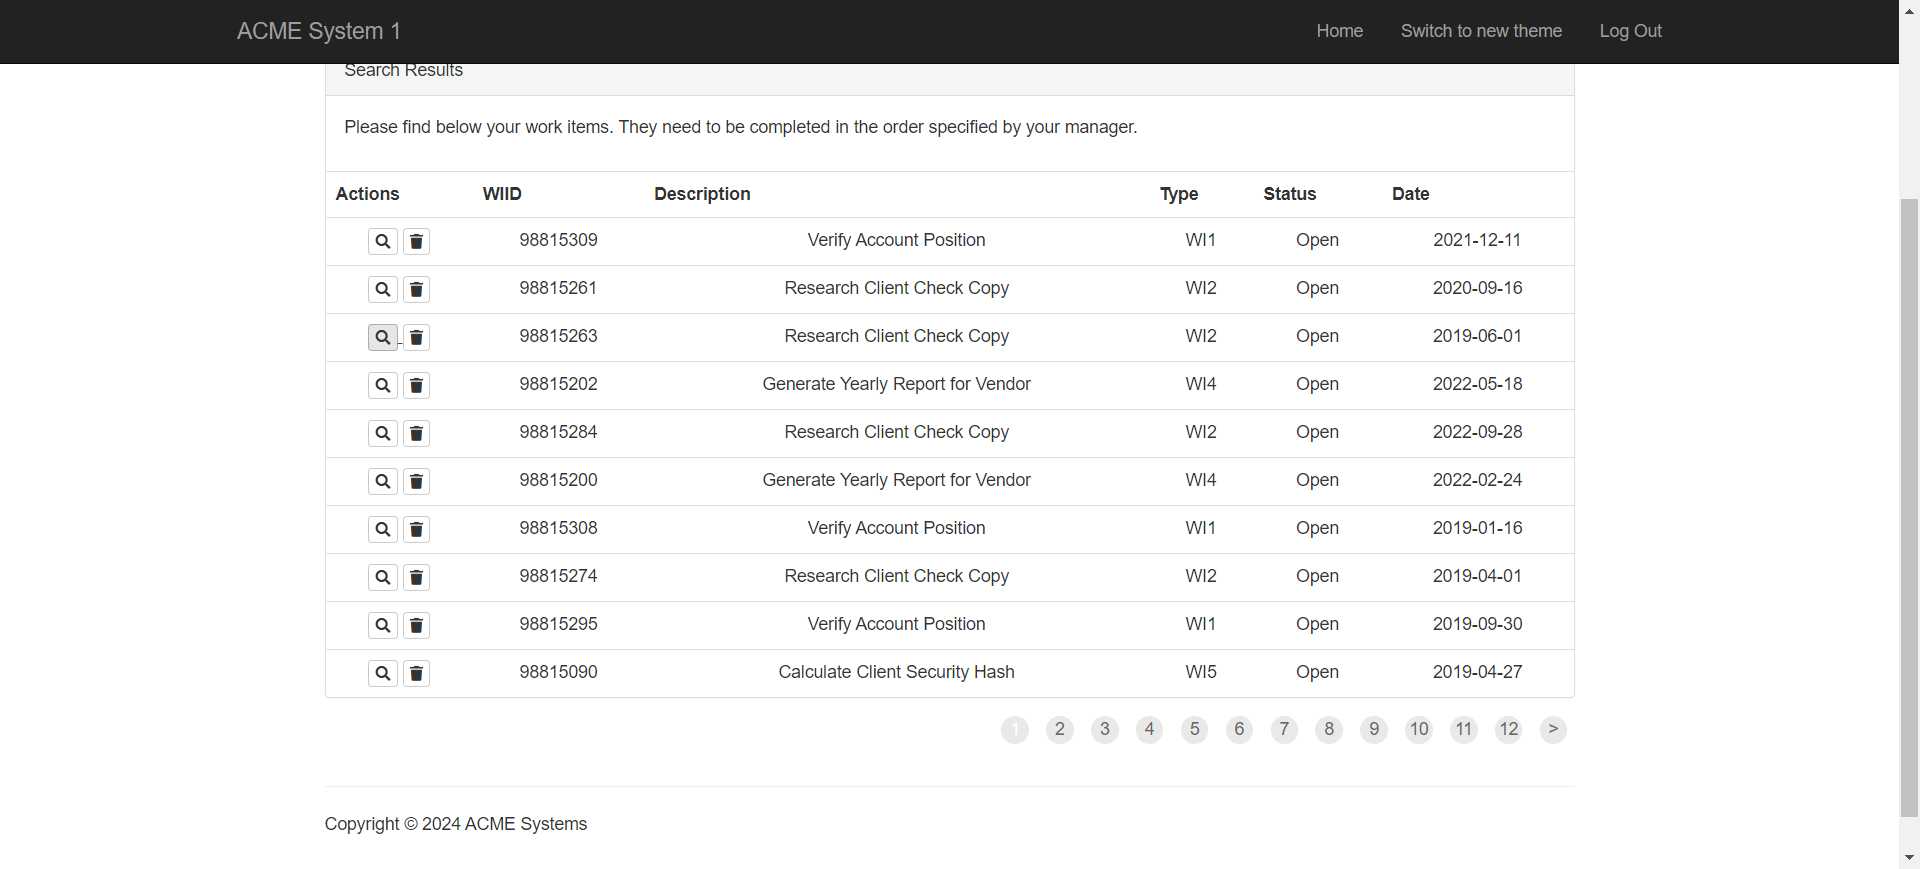 ACME System 1 Home Switch to new theme Log Out
Search Results
Please find below your work items. They need to be completed in the order specified by your manager.
Actions WIID Description Type Status Date
98815309 Verify Account Position WI1 Open 2021-12-11
98815261 Research Client Check Copy WI2 Open 2020-09-16
98815263 Research Client Check Copy WI2 Open 2019-06-01
98815202 Generate Yearly Report for Vendor WI4 Open 2022-05-18
98815284 Research Client Check Copy WI2 Open 2022-09-28
98815200 Generate Yearly Report for Vendor WI4 Open 2022-02-24
98815308 Verify Account Position WI1 Open 2019-01-16
98815274 Research Client Check Copy WI2 Open 2019-04-01
98815295 Verify Account Position WI1 Open 2019-09-30
98815090 Calculate Client Security Hash WI5 Open 2019-04-27
1 2 3 4 5 6 7 8 9 10 11 12 >
Copyright © 2024 ACME Systems